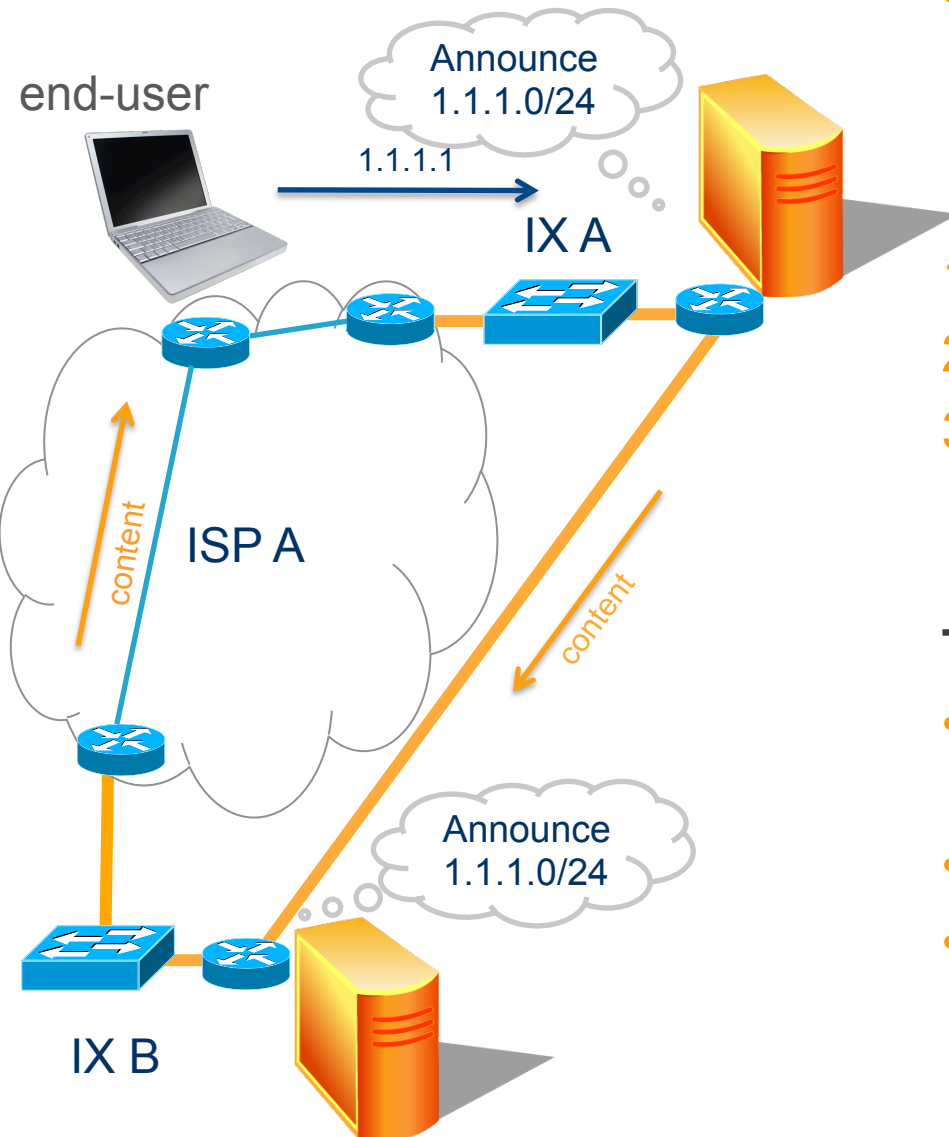 Announce
1.1.1.0/24
end-user
1.1.1.1
IX A
content
ISP A
content
Announce
1.1.1.0/24
IX B